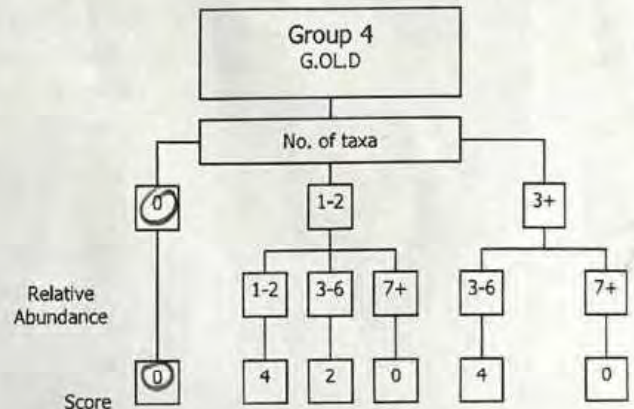 Group 4
G.OL.D
No. of taxa
0 1-2 3+
Relative 1-2 3-6 7+ 3-6 7+
Abundance
0 4 2 0 4 0
Score